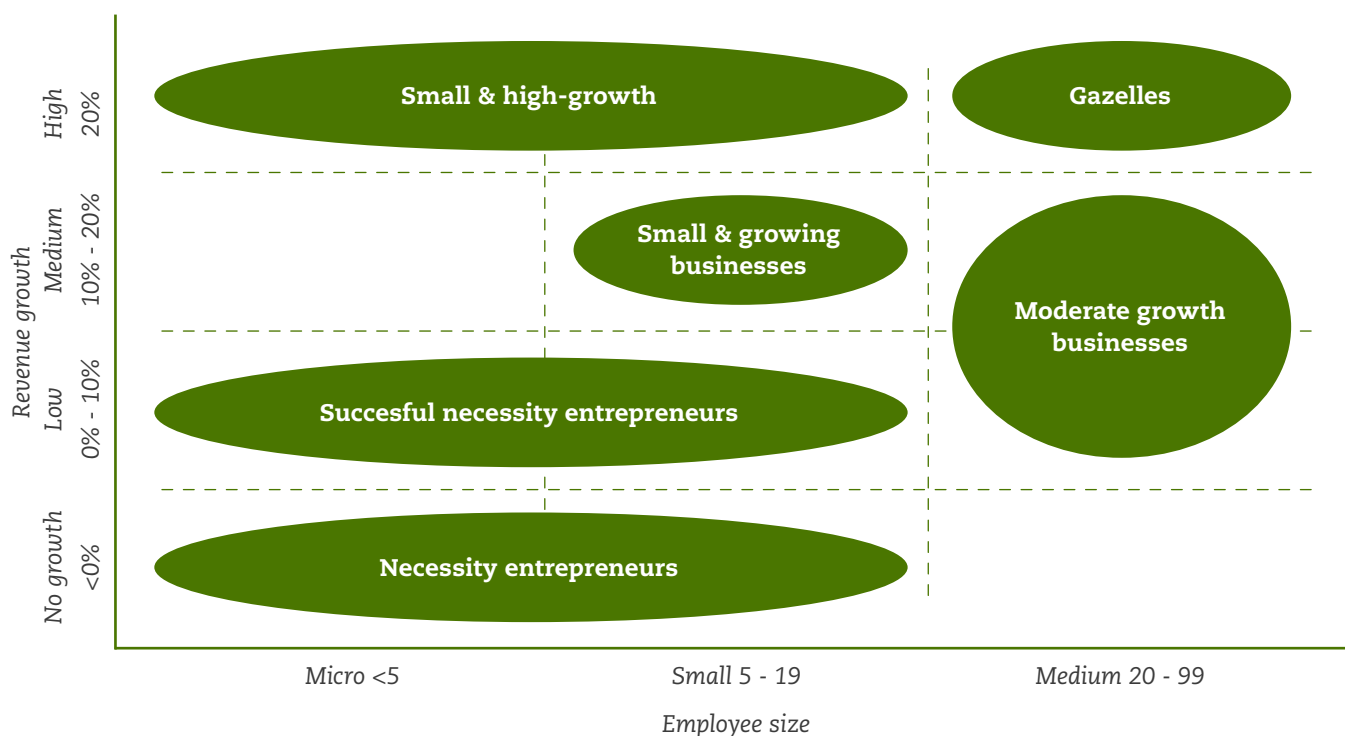 Revenue growth
High
20%
Medium
10% - 20%
Low
0% - 10%
No growth
<0%
Small & high-growth
Gazelles
Small & growing
businesses
Moderate growth
businesses
Succesful necessity entrepreneurs
Necessity entrepreneurs
Micro <5
Small 5 - 19
Medium 20 - 99
Employee size